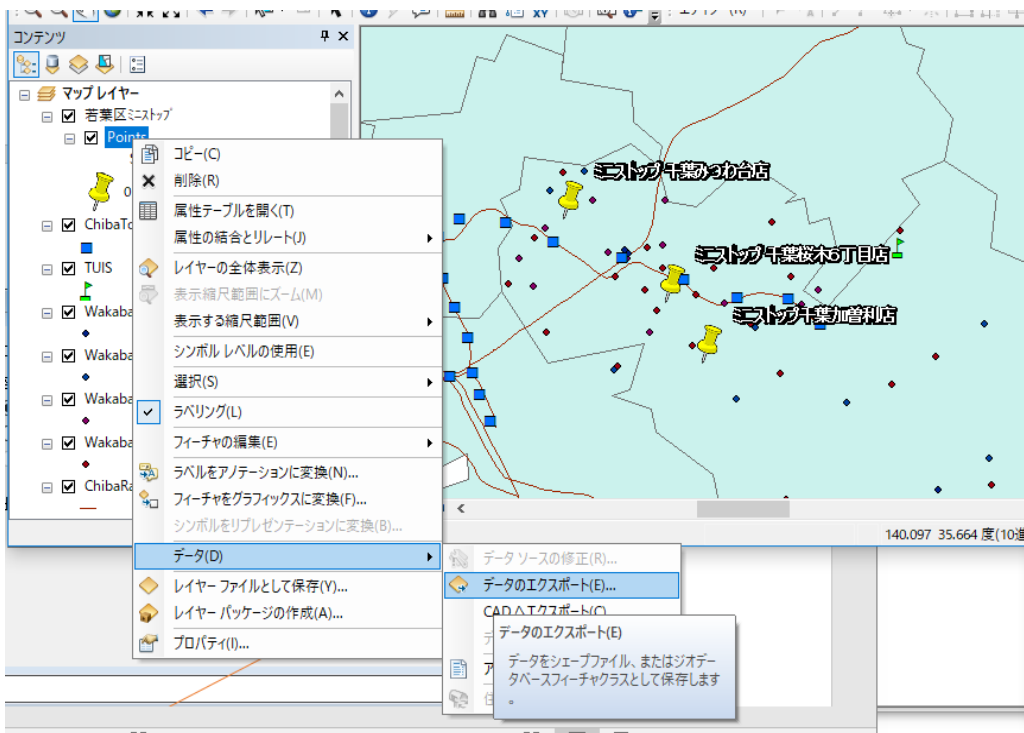 XY
コンテンツ
マップ レイヤー
若葉区ミニストップ
Points
ChibaTo
TUIS
Wakaba
Wakaba
Wakaba
Wakaba
ChibaRa
コピー(C)
削除(R)
属性テーブルを開く(T)
属性の結合とリレート(J)
レイヤーの全体表示(Z)
表示縮尺範囲にズーム(M)
表示する縮尺範囲(V)
シンボル レベルの使用(E)
選択(S)
ラベリング(L)
フィーチャの編集(E)
ラベルをアノテーションに変換(N)...
フィーチャをグラフィックスに変換(F)...
シンボルをリプレゼンテーションに変換(B)...
データ(D)
レイヤー ファイルとして保存(Y)...
レイヤー パッケージの作成(A)...
プロパティ(I)...
データ ソースの修正(R)...
データのエクスポート(E)...
CAD へエクスポート(C)
データのエクスポート(E)
データをシェープファイル、またはジオデー
タベースフィーチャクラスとして保存します
。
ミニストップ 千葉みつわ台店
ミニストップ 千葉桜木6丁目店
ミニストップ 千葉加曽利店
140.097 35.664 度(10進